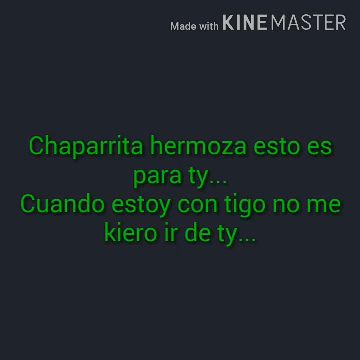 Made with KINEMASTER
Chaparrita hermoza esto es
para ty...
Cuando estoy con tigo no me
kiero ir de ty...